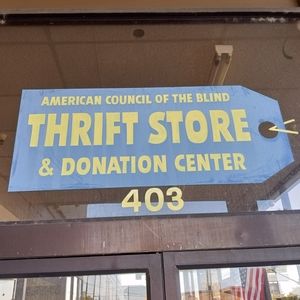 AMERICAN COUNCIL OF THE BLIND
THRIFT STORE
& DONATION CENTER
403